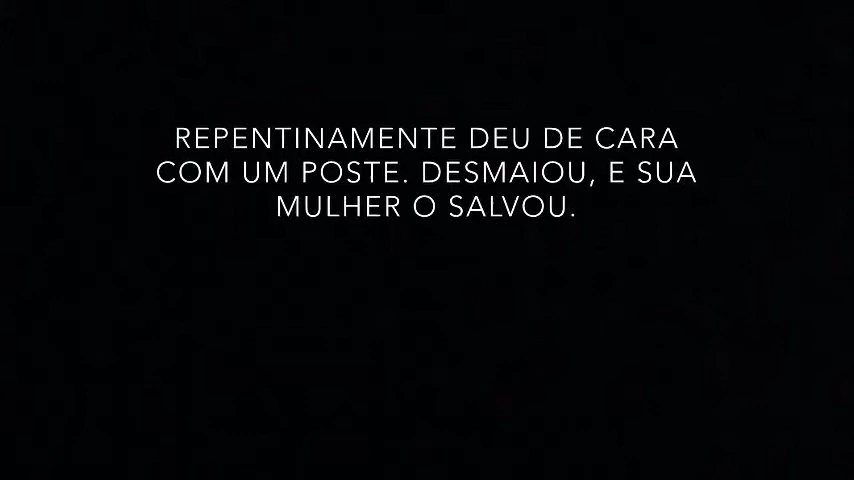 REPENTINAMENTE DEU DE CARA
COM UM POSTE. DESMAIOU, E SUA
MULHER O SALVOU.